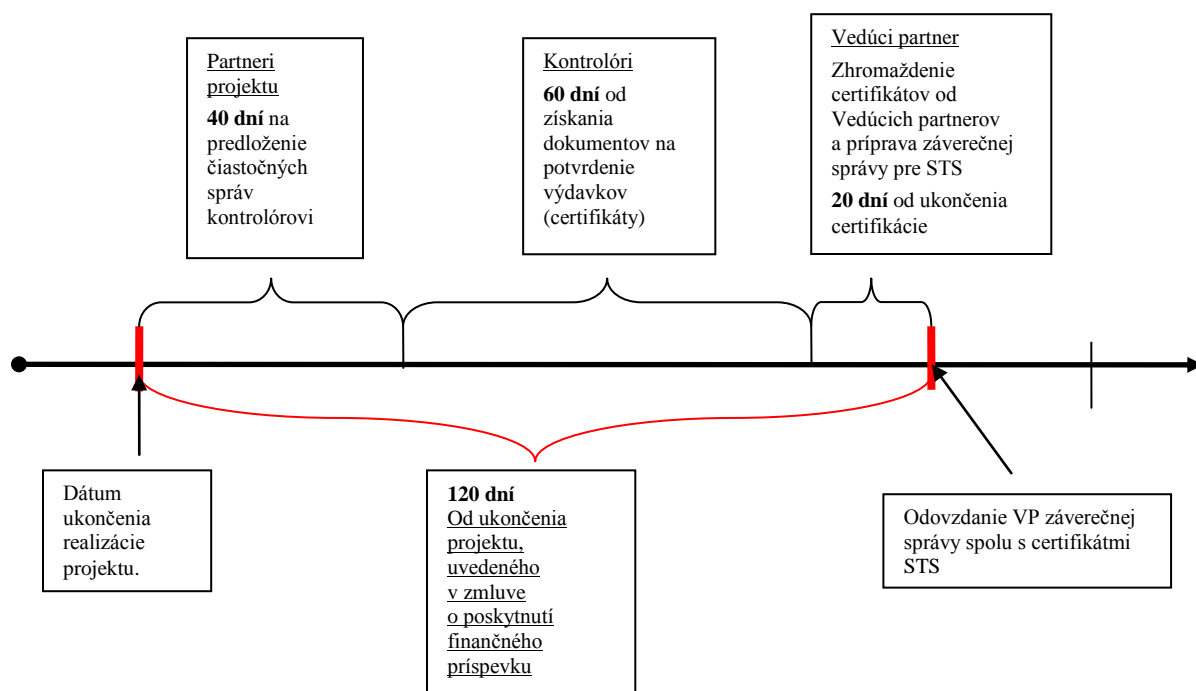 Partneri
projektu
40 dní na
predloženie
čiastočných
správ
kontrolórovi
Kontrolóri
60 dní od
získania
dokumentov na
potvrdenie
výdavkov
(certifikáty)
Vedúci partner
Zhromaždenie
certifikátov od
Vedúcich partnerov
a príprava záverečnej
správy pre STS
20 dní od ukončenia
certifikácie
Dátum
ukončenia
realizácie
projektu.
120 dní
Od ukončenia
projektu,
uvedeného
v zmluve
o poskytnutí
finančného
príspevku
Odovzdanie VP záverečnej
správy spolu s certifikátmi
STS